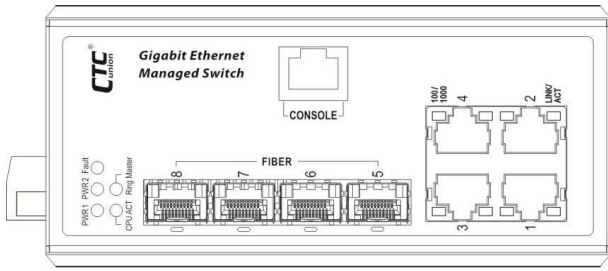 CTC®
union
Gigabit Ethernet
Managed Switch
CONSOLE
100/
1000
4
2
LINK/
ACT
FIBER
8
7
6
5
PWR1 PWR2 Fault
CPU ACT Ring Master
3
1